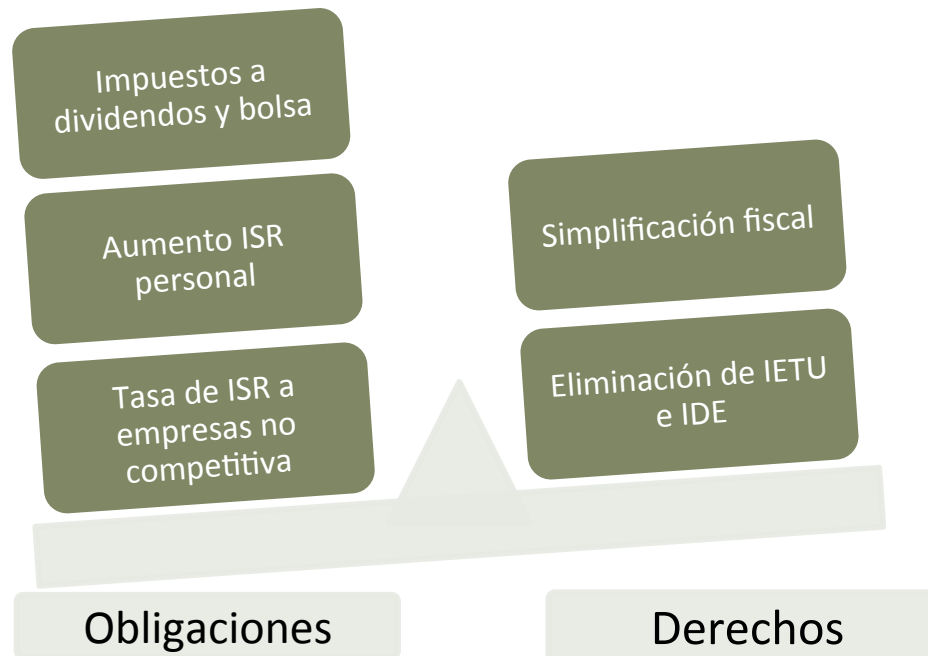 Impuestos a
dividendos y bolsa
Aumento ISR
personal
Tasa de ISR a
empresas no
competitiva
Simplificación fiscal
Eliminación de IETU
e IDE
Obligaciones
Derechos